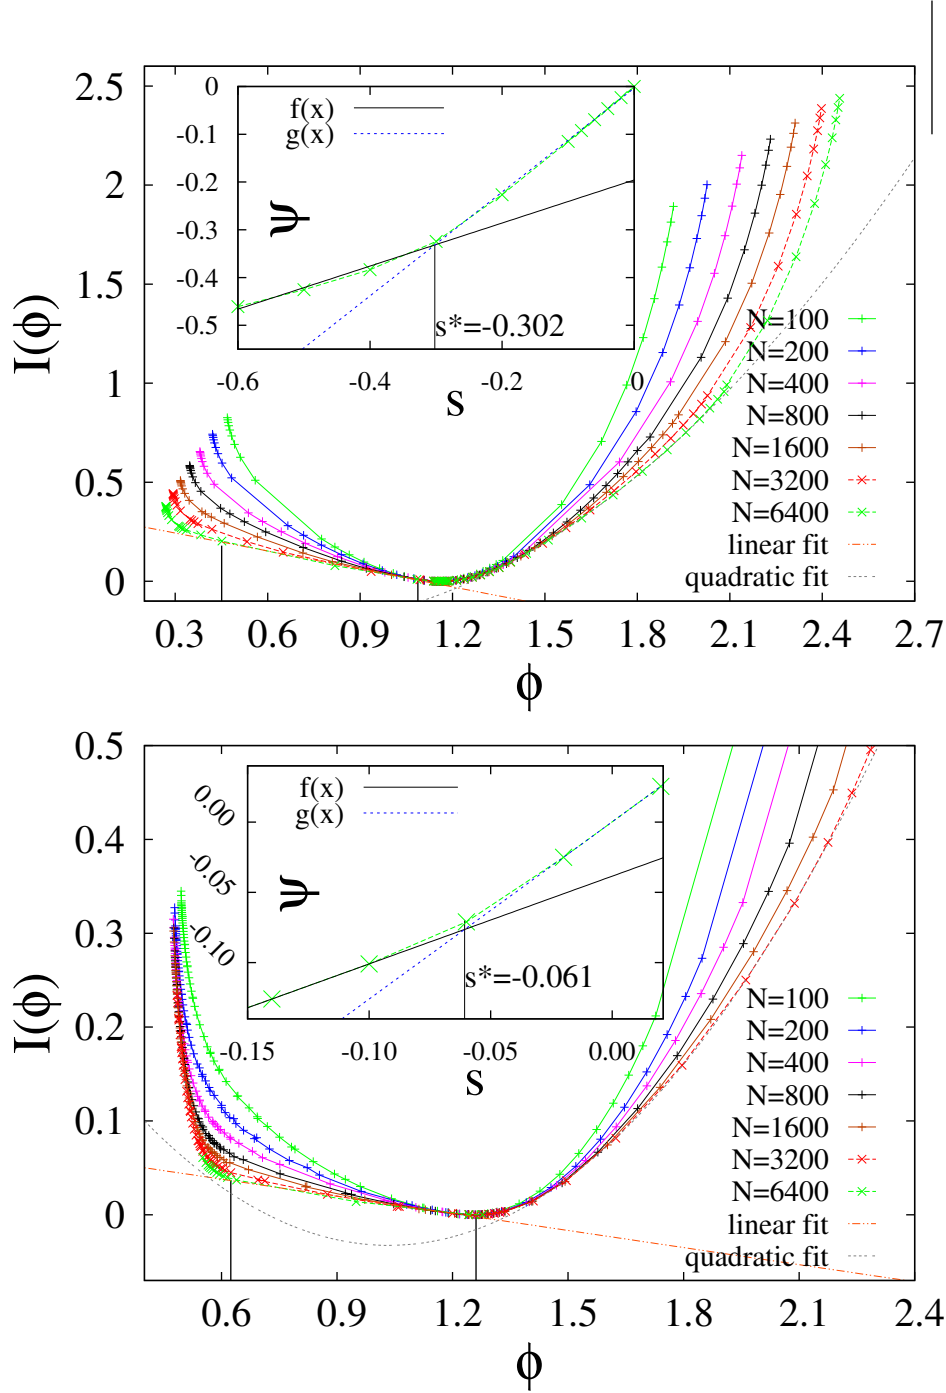 I(ϕ)
2.5
2
1.5
1
0.5
0
0.3 0.6 0.9 1.2 1.5 1.8 2.1 2.4 2.7
ϕ
0
-0.1
-0.2
-0.3
-0.4
-0.5
f(x)
g(x)
ψ
s*=-0.302
-0.6 -0.4 -0.2 0
s
N=100
N=200
N=400
N=800
N=1600
N=3200
N=6400
linear fit
quadratic fit
I(ϕ)
0.5
0.4
0.3
0.2
0.1
0
0.6 0.9 1.2 1.5 1.8 2.1 2.4
ϕ
0.00
-0.05
-0.10
f(x)
g(x)
ψ
s*=-0.061
-0.15 -0.10 -0.05 0.00
s
N=100
N=200
N=400
N=800
N=1600
N=3200
N=6400
linear fit
quadratic fit